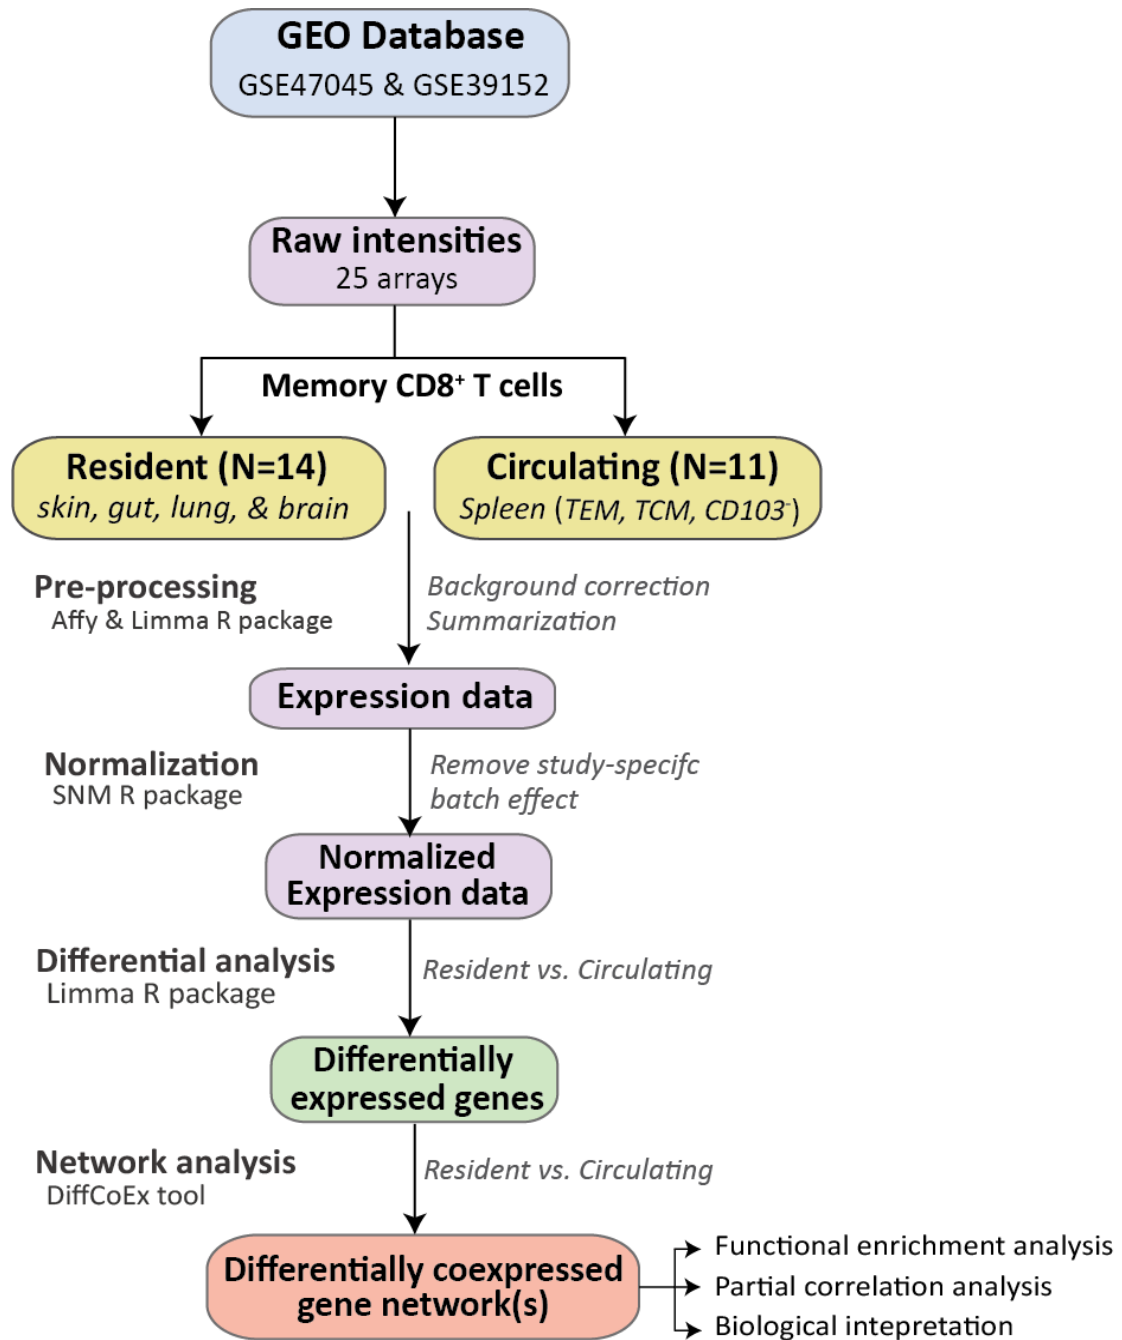 GEO Database
GSE47045 & GSE39152
Raw intensities
25 arrays
Memory CD8⁺ T cells
Resident (N=14)
skin, gut, lung, & brain
Circulating (N=11)
Spleen (TEM, TCM, CD103⁻)
Pre-processing
Affy & Limma R package
Background correction
Summarization
Expression data
Normalization
SNM R package
Remove study-specifc
batch effect
Normalized
Expression data
Differential analysis
Limma R package
Resident vs. Circulating
Differentially
expressed genes
Network analysis
DiffCoEx tool
Resident vs. Circulating
Differentially coexpressed
gene network(s)
Functional enrichment analysis
Partial correlation analysis
Biological intepretation